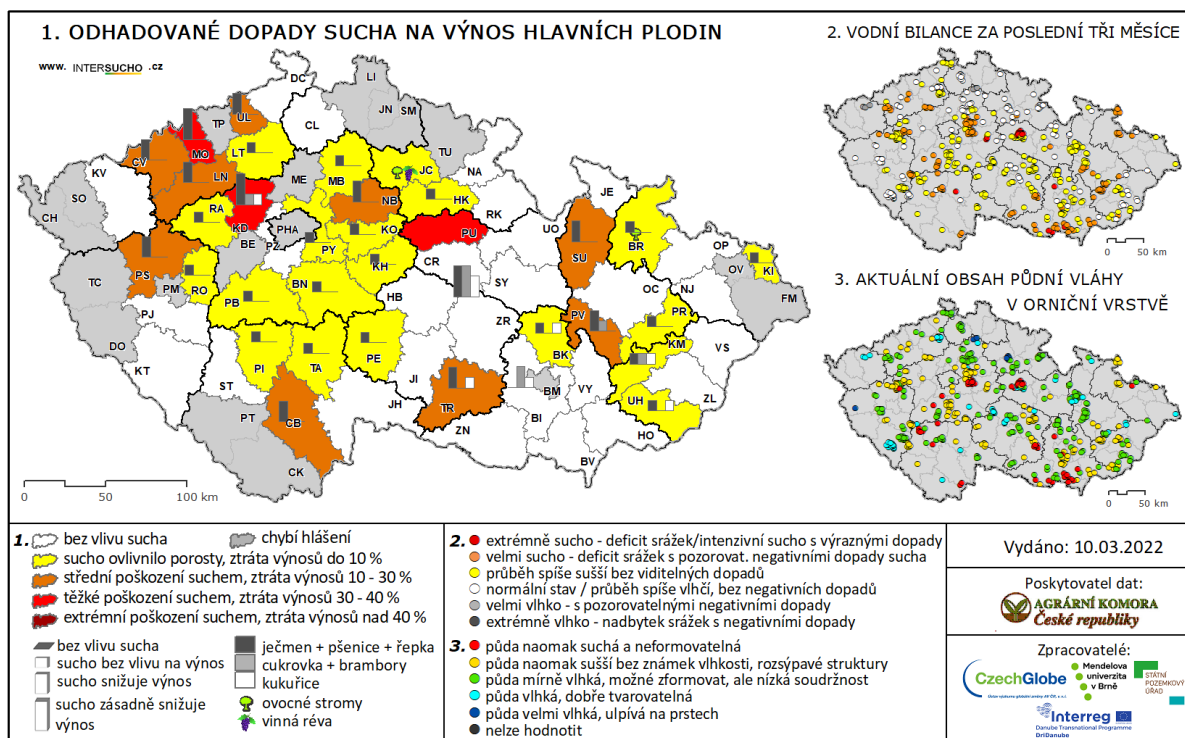 1. ODHADOVANÉ DOPADY SUCHA NA VÝNOS HLAVNÍCH PLODIN
www. INTERSUCHO .cz
DC
LI
UL
TP
JN
SM
CL
MO
CV
LT
TU
KV
LN
ME
MB
JC
NA
SO
RA
NB
HK
JE
CH
KD
PHA
KO
RK
BE
PZ
PU
UO
BR
PY
SU
OP
PS
KH
CR
OV
KI
TC
PM
RO
BN
SY
OC
NJ
FM
PB
HB
PJ
ZR
PV
PR
DO
PI
TA
PE
BK
KM
VS
KT
ST
JI
BM
VY
PT
JH
TR
UH
ZL
CB
ZN
BI
HO
CK
BV
0 50 100 km
2. VODNÍ BILANCE ZA POSLEDNÍ TŘI MĚSÍCE
0 50 km
3. AKTUÁLNÍ OBSAH PŮDNÍ VLÁHY
V ORNIČNÍ VRSTVĚ
0 50 km
1. bez vlivu sucha
chybí hlášení
sucho ovlivnilo porosty, ztráta výnosů do 10 %
střední poškození suchem, ztráta výnosů 10 - 30 %
těžké poškození suchem, ztráta výnosů 30 - 40 %
extrémní poškození suchem, ztráta výnosů nad 40 %
bez vlivu sucha
sucho bez vlivu na výnos
sucho snižuje výnos
sucho zásadně snižuje
výnos
ječmen + pšenice + řepka
cukrovka + brambory
kukuřice
ovocné stromy
vinná réva
2. extrémně sucho - deficit srážek/intenzivní sucho s výraznými dopady
velmi sucho - deficit srážek s pozorovat. negativními dopady sucha
průběh spíše sušší bez viditelných dopadů
normální stav / průběh spíše vlhčí, bez negativních dopadů
velmi vlhko - s pozorovatelnými negativními dopady
extrémně vlhko - nadbytek srážek s negativními dopady
3. půda naomak suchá a neformovatelná
půda naomak sušší bez známek vlhkosti, rozsýpavé struktury
půda mírně vlhká, možné zformovat, ale nízká soudržnost
půda vlhká, dobře tvarovatelná
půda velmi vlhká, ulpívá na prstech
nelze hodnotit
Vydáno: 10.03.2022
Poskytovatel dat:
AGRÁRNÍ KOMORA
České republiky
Zpracovatelé:
CzechGlobe
Mendelova
univerzita
v Brně
STÁTNÍ
POZEMKOVÝ
ÚŘAD
Interreg
Danube Transnational Programme
DriDanube